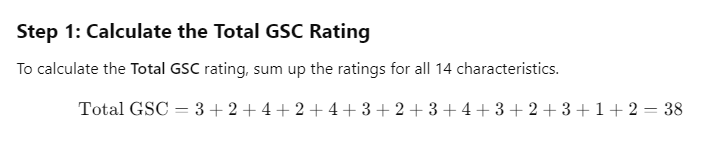 Step 1: Calculate the Total GSC Rating
To calculate the Total GSC rating, sum up the ratings for all 14 characteristics.
Total GSC = 3 + 2 + 4 + 2 + 4 + 3 + 2 + 3 + 4 + 3 + 2 + 3 + 1 + 2 = 38